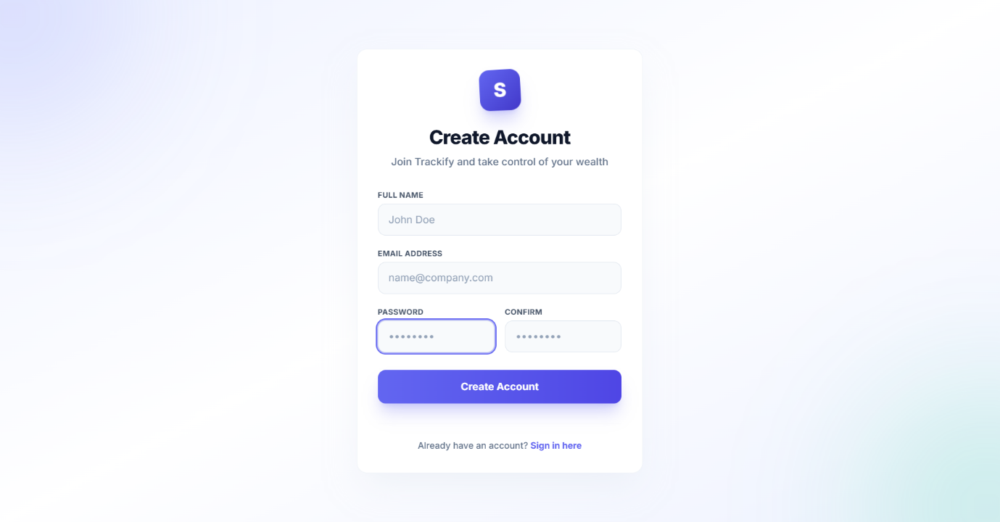 S
Create Account
Join Trackify and take control of your wealth
FULL NAME
John Doe
EMAIL ADDRESS
name@company.com
PASSWORD CONFIRM
•••••••• ••••••••
Create Account
Already have an account? Sign in here